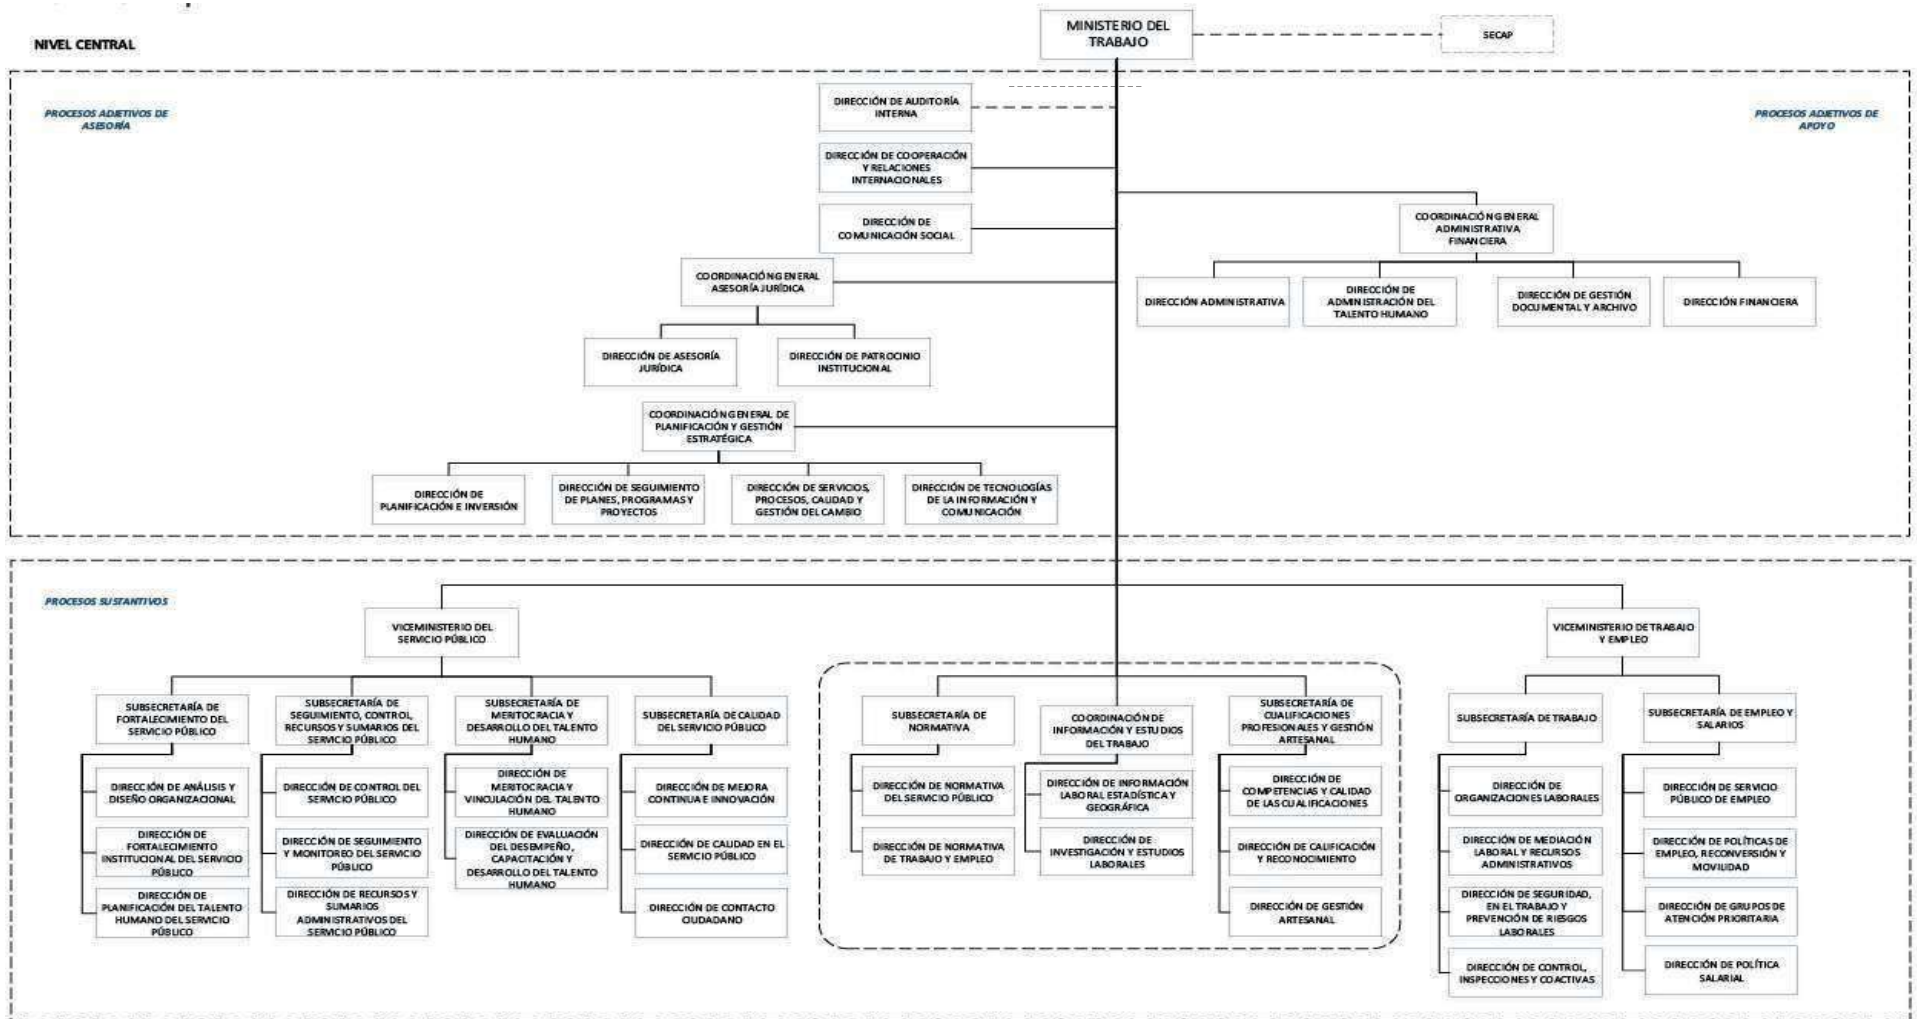 MINISTERIO DEL
TRABAJO
SECAP
NIVEL CENTRAL
PROCESOS ADJETIVOS DE
ASESORÍA
PROCESOS ADJETIVOS DE
APOYO
DIRECCIÓN DE AUDITORÍA
INTERNA
DIRECCIÓN DE COOPERACIÓN
Y RELACIONES
INTERNACIONALES
DIRECCIÓN DE
COMUNICACIÓN SOCIAL
COORDINACIÓN GENERAL
ADMINISTRATIVA
FINANCIERA
COORDINACIÓN GENERAL
ASESORÍA JURÍDICA
DIRECCIÓN ADMINISTRATIVA
DIRECCIÓN DE
ADMINISTRACIÓN DEL
TALENTO HUMANO
DIRECCIÓN DE GESTIÓN
DOCUMENTAL Y ARCHIVO
DIRECCIÓN FINANCIERA
DIRECCIÓN DE ASESORÍA
JURÍDICA
DIRECCIÓN DE PATROCINIO
INSTITUCIONAL
COORDINACIÓN GENERAL DE
PLANIFICACIÓN Y GESTIÓN
ESTRATÉGICA
DIRECCIÓN DE
PLANIFICACIÓN E INVERSIÓN
DIRECCIÓN DE SEGUIMIENTO
DE PLANES, PROGRAMAS Y
PROYECTOS
DIRECCIÓN DE SERVICIOS,
PROCESOS, CALIDAD Y
GESTIÓN DEL CAMBIO
DIRECCIÓN DE TECNOLOGÍAS
DE LA INFORMACIÓN Y
COMUNICACIÓN
PROCESOS SUSTANTIVOS
VICEMINISTERIO DEL
SERVICIO PÚBLICO
VICEMINISTERIO DE TRABAJO
Y EMPLEO
SUBSECRETARÍA DE
FORTALECIMIENTO DEL
SERVICIO PÚBLICO
SUBSECRETARÍA DE
SEGUIMIENTO, CONTROL,
RECURSOS Y SUMARIOS DEL
SERVICIO PÚBLICO
SUBSECRETARÍA DE
MERITOCRACIA Y
DESARROLLO DEL TALENTO
HUMANO
SUBSECRETARÍA DE CALIDAD
DEL SERVICIO PÚBLICO
SUBSECRETARÍA DE
NORMATIVA
COORDINACIÓN DE
INFORMACIÓN Y ESTUDIOS
DEL TRABAJO
SUBSECRETARÍA DE
CUALIFICACIONES
PROFESIONALES Y GESTIÓN
ARTESANAL
SUBSECRETARÍA DE TRABAJO
SUBSECRETARÍA DE EMPLEO Y
SALARIOS
DIRECCIÓN DE ANÁLISIS Y
DISEÑO ORGANIZACIONAL
DIRECCIÓN DE CONTROL DEL
SERVICIO PÚBLICO
DIRECCIÓN DE
MERITOCRACIA Y
VINCULACIÓN DEL TALENTO
HUMANO
DIRECCIÓN DE MEJORA
CONTINUA E INNOVACIÓN
DIRECCIÓN DE NORMATIVA
DEL SERVICIO PÚBLICO
DIRECCIÓN DE INFORMACIÓN
LABORAL ESTADÍSTICA Y
GEOGRÁFICA
DIRECCIÓN DE
COMPETENCIAS Y CALIDAD
DE LAS CUALIFICACIONES
DIRECCIÓN DE
ORGANIZACIONES LABORALES
DIRECCIÓN DE SERVICIO
PÚBLICO DE EMPLEO
DIRECCIÓN DE
FORTALECIMIENTO
INSTITUCIONAL DEL SERVICIO
PÚBLICO
DIRECCIÓN DE SEGUIMIENTO
Y MONITOREO DEL SERVICIO
PÚBLICO
DIRECCIÓN DE EVALUACIÓN
DEL DESEMPEÑO,
CAPACITACIÓN Y
DESARROLLO DEL TALENTO
HUMANO
DIRECCIÓN DE CALIDAD EN EL
SERVICIO PÚBLICO
DIRECCIÓN DE NORMATIVA
DE TRABAJO Y EMPLEO
DIRECCIÓN DE
INVESTIGACIÓN Y ESTUDIOS
LABORALES
DIRECCIÓN DE CALIFICACIÓN
Y RECONOCIMIENTO
DIRECCIÓN DE MEDIACIÓN
LABORAL Y RECURSOS
ADMINISTRATIVOS
DIRECCIÓN DE POLÍTICAS DE
EMPLEO, RECONVERSIÓN Y
MOVILIDAD
DIRECCIÓN DE
PLANIFICACIÓN DEL TALENTO
HUMANO DEL SERVICIO
PÚBLICO
DIRECCIÓN DE RECURSOS Y
SUMARIOS
ADMINISTRATIVOS DEL
SERVICIO PÚBLICO
DIRECCIÓN DE CONTACTO
CIUDADANO
DIRECCIÓN DE GESTIÓN
ARTESANAL
DIRECCIÓN DE SEGURIDAD,
EN EL TRABAJO Y
PREVENCIÓN DE RIESGOS
LABORALES
DIRECCIÓN DE GRUPOS DE
ATENCIÓN PRIORITARIA
DIRECCIÓN DE CONTROL,
INSPECCIONES Y COACTIVAS
DIRECCIÓN DE POLÍTICA
SALARIAL